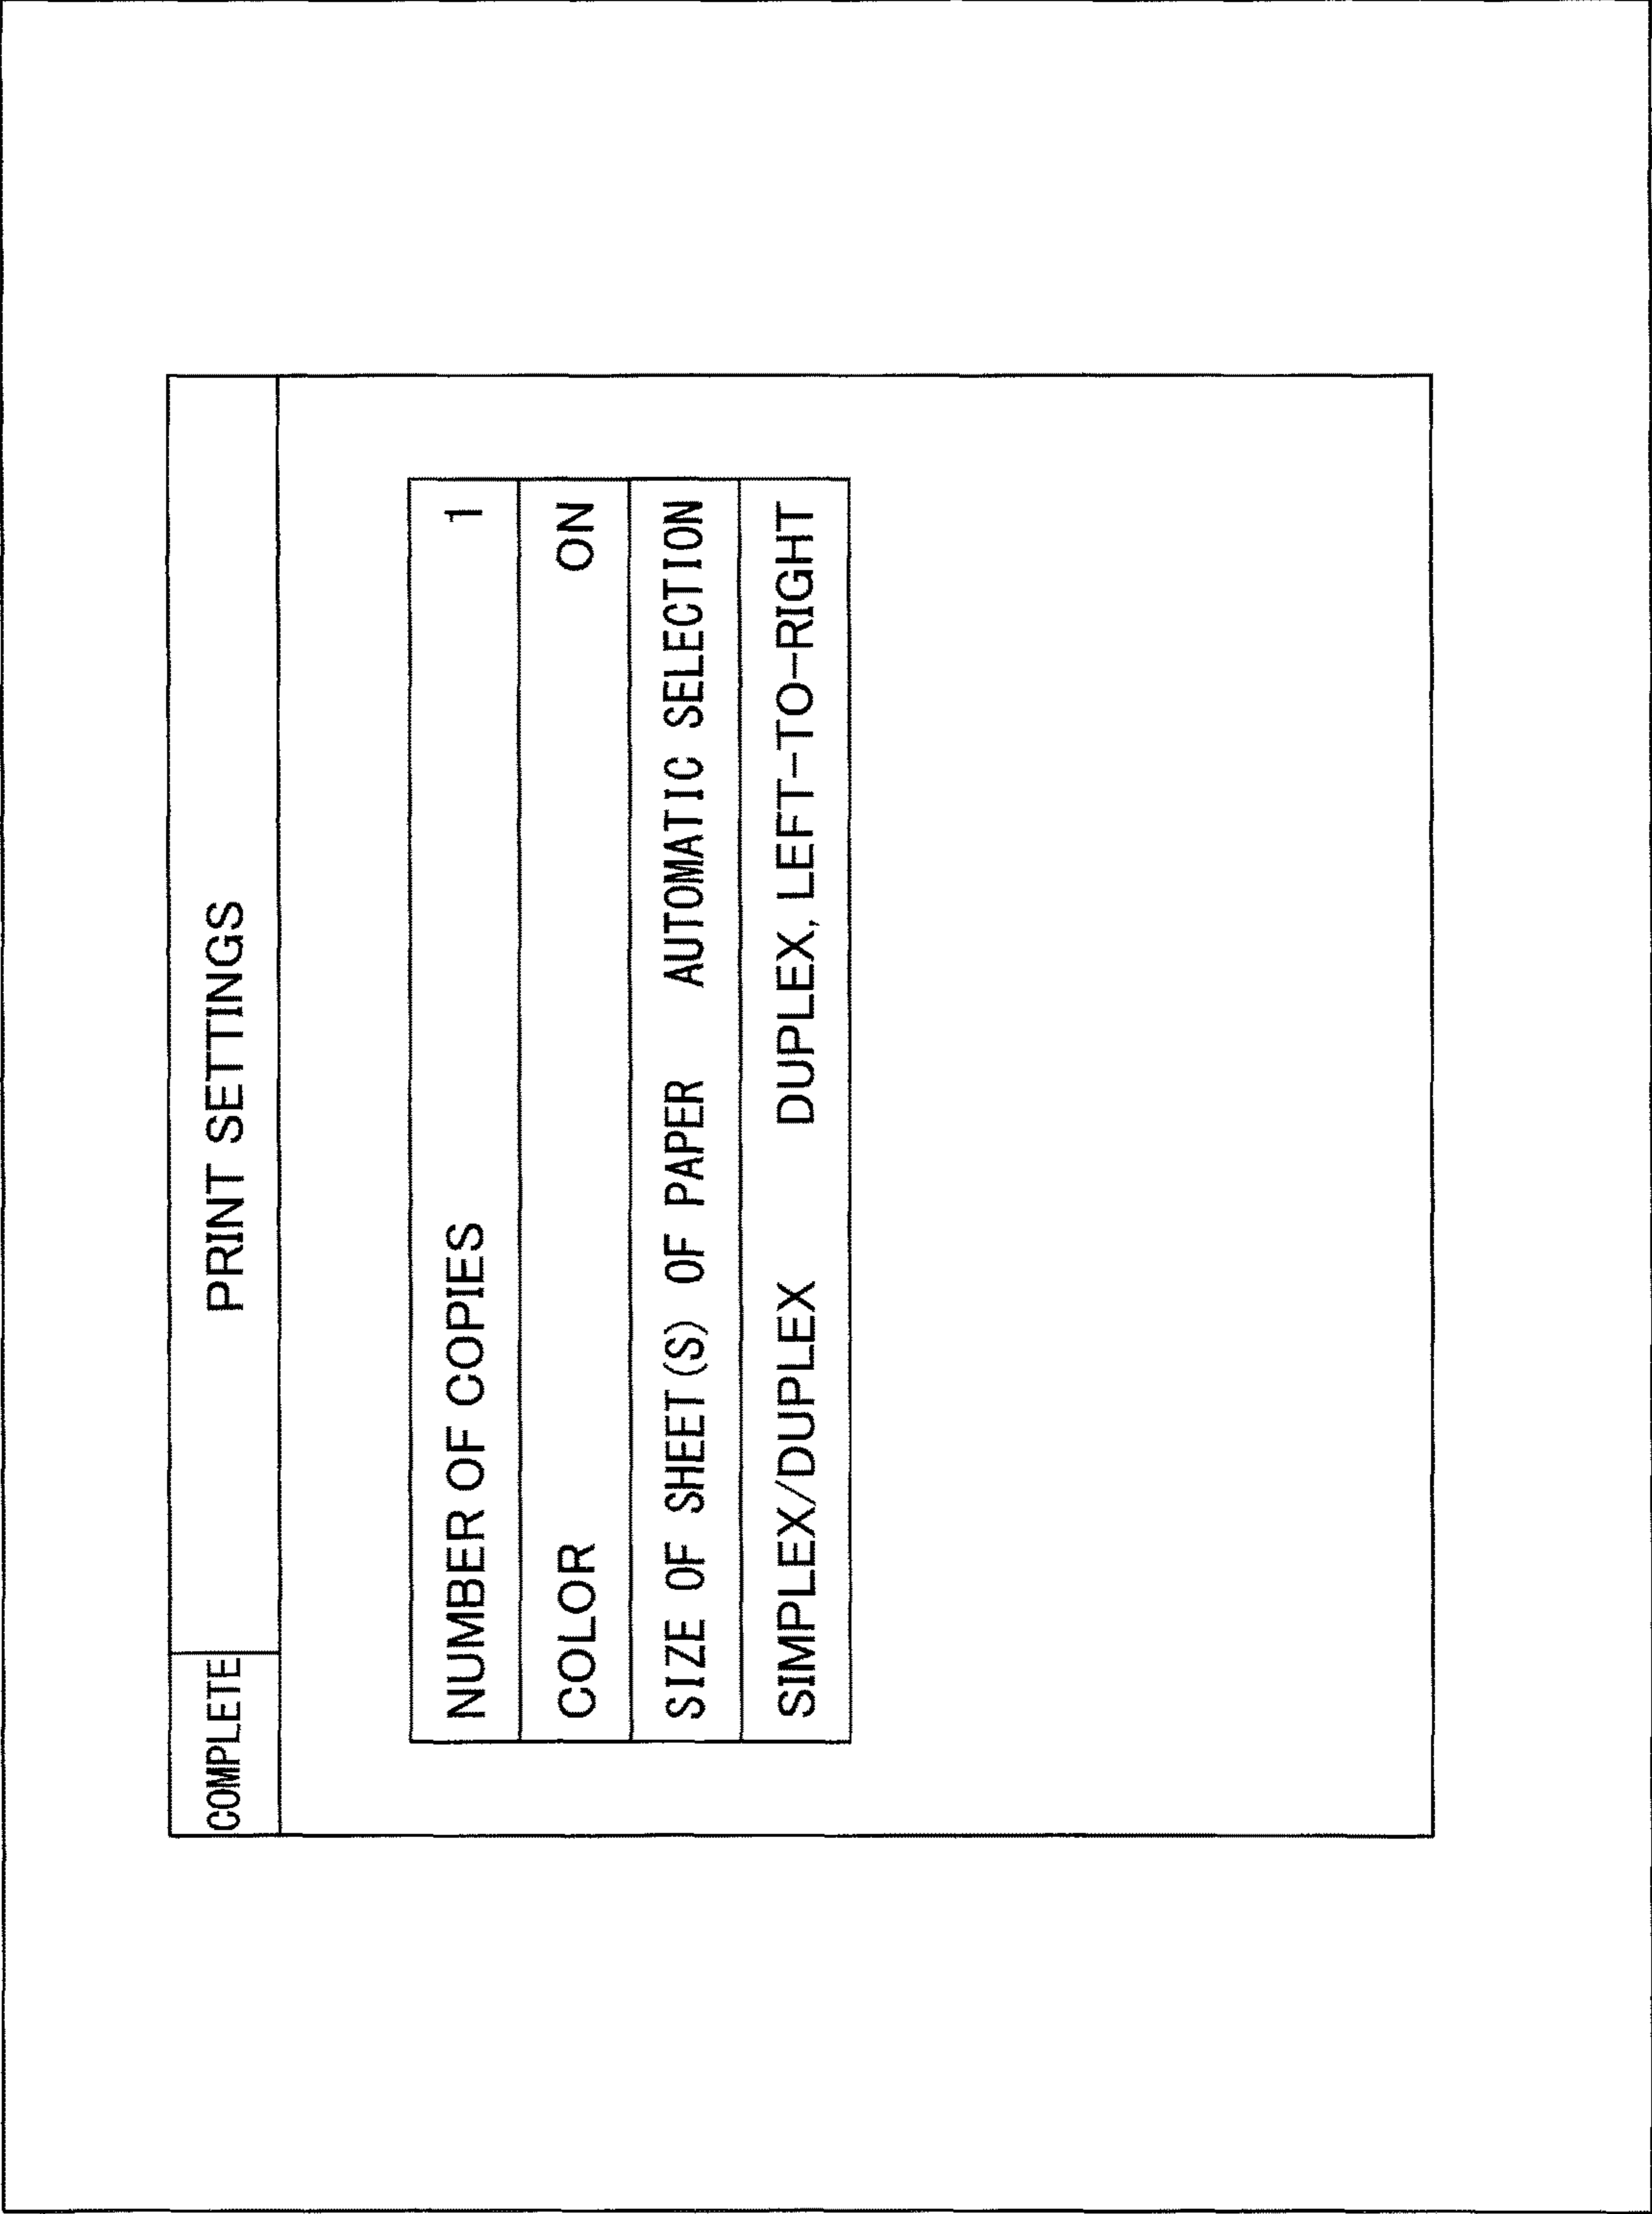 COMPLETE PRINT SETTINGS
NUMBER OF COPIES 1
COLOR ON
SIZE OF SHEET(S) OF PAPER AUTOMATIC SELECTION
SIMPLEX/DUPLEX DUPLEX, LEFT-TO-RIGHT